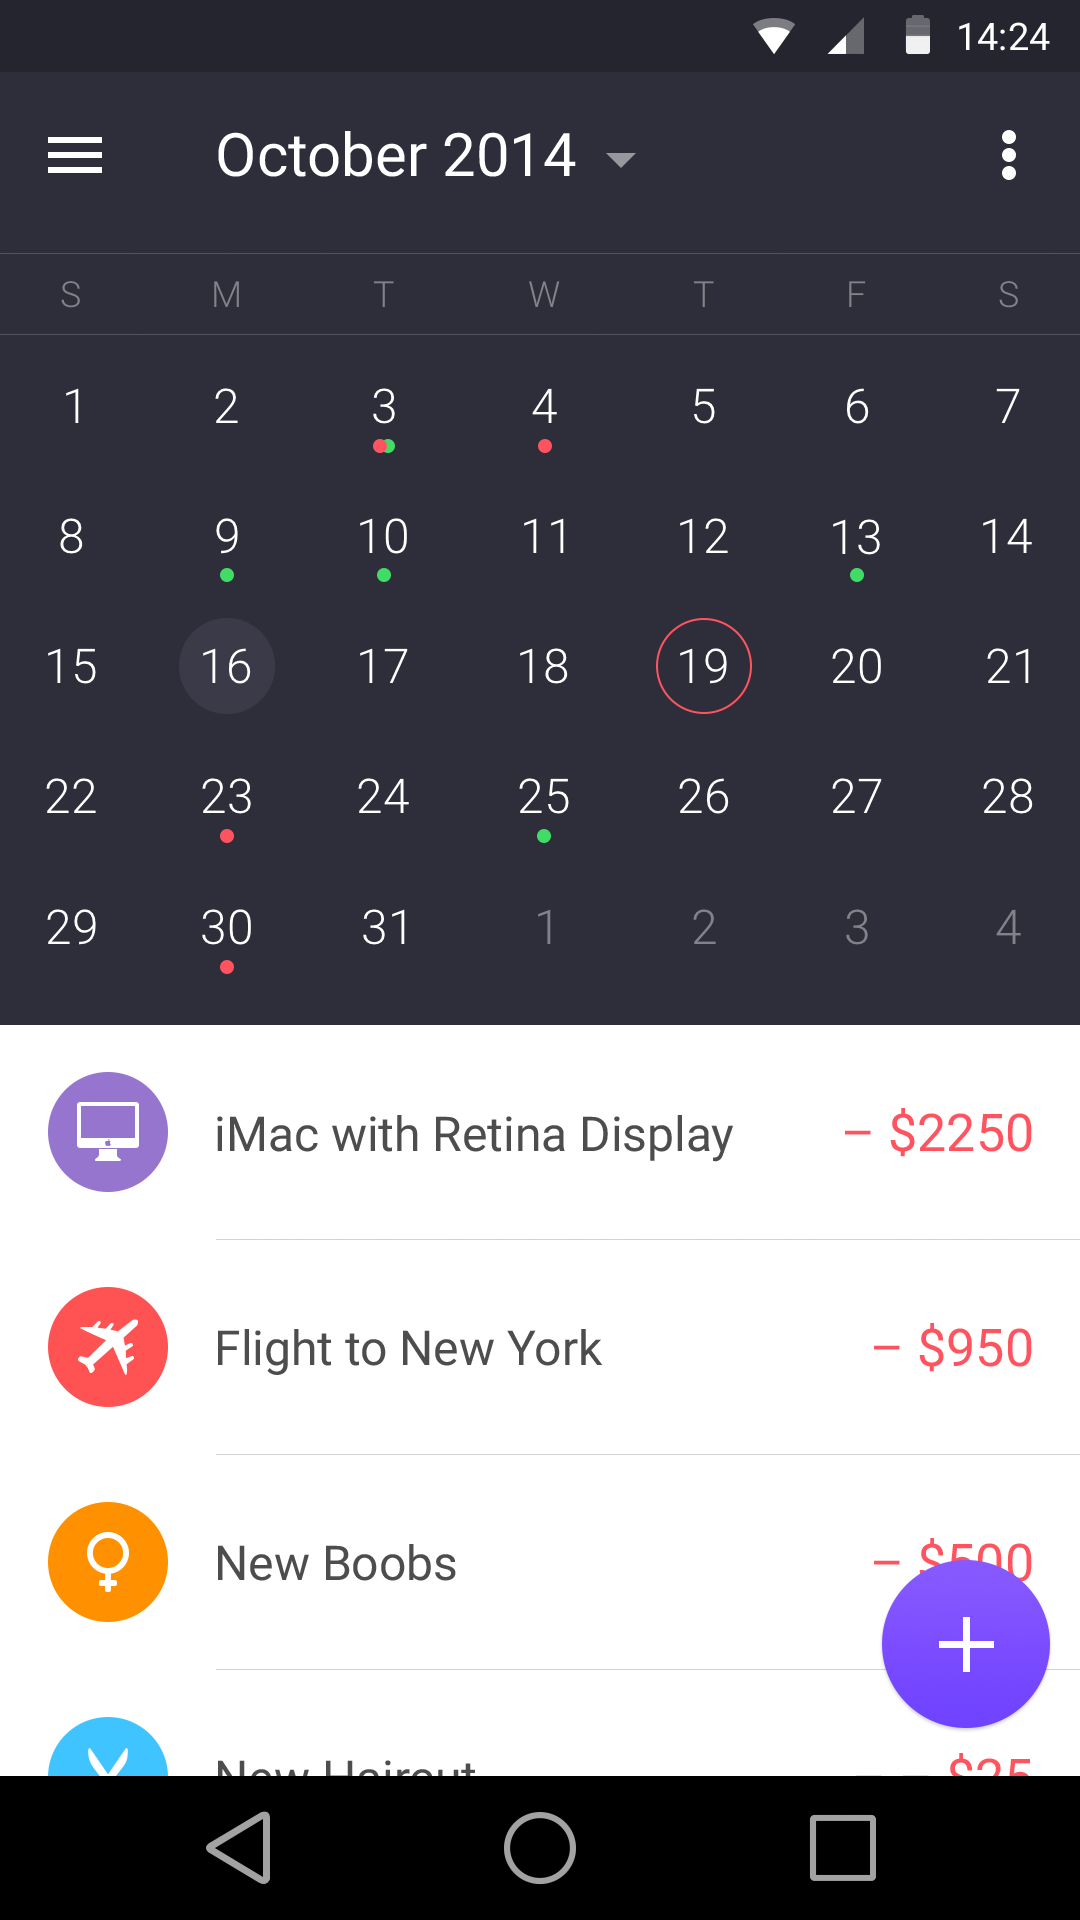 14:24
October 2014
S M T W T F S
1 2 3 4 5 6 7
8 9 10 11 12 13 14
15 16 17 18 19 20 21
22 23 24 25 26 27 28
29 30 31 1 2 3 4
iMac with Retina Display – $2250
Flight to New York – $950
New Boobs – $500
New Haircut – $25